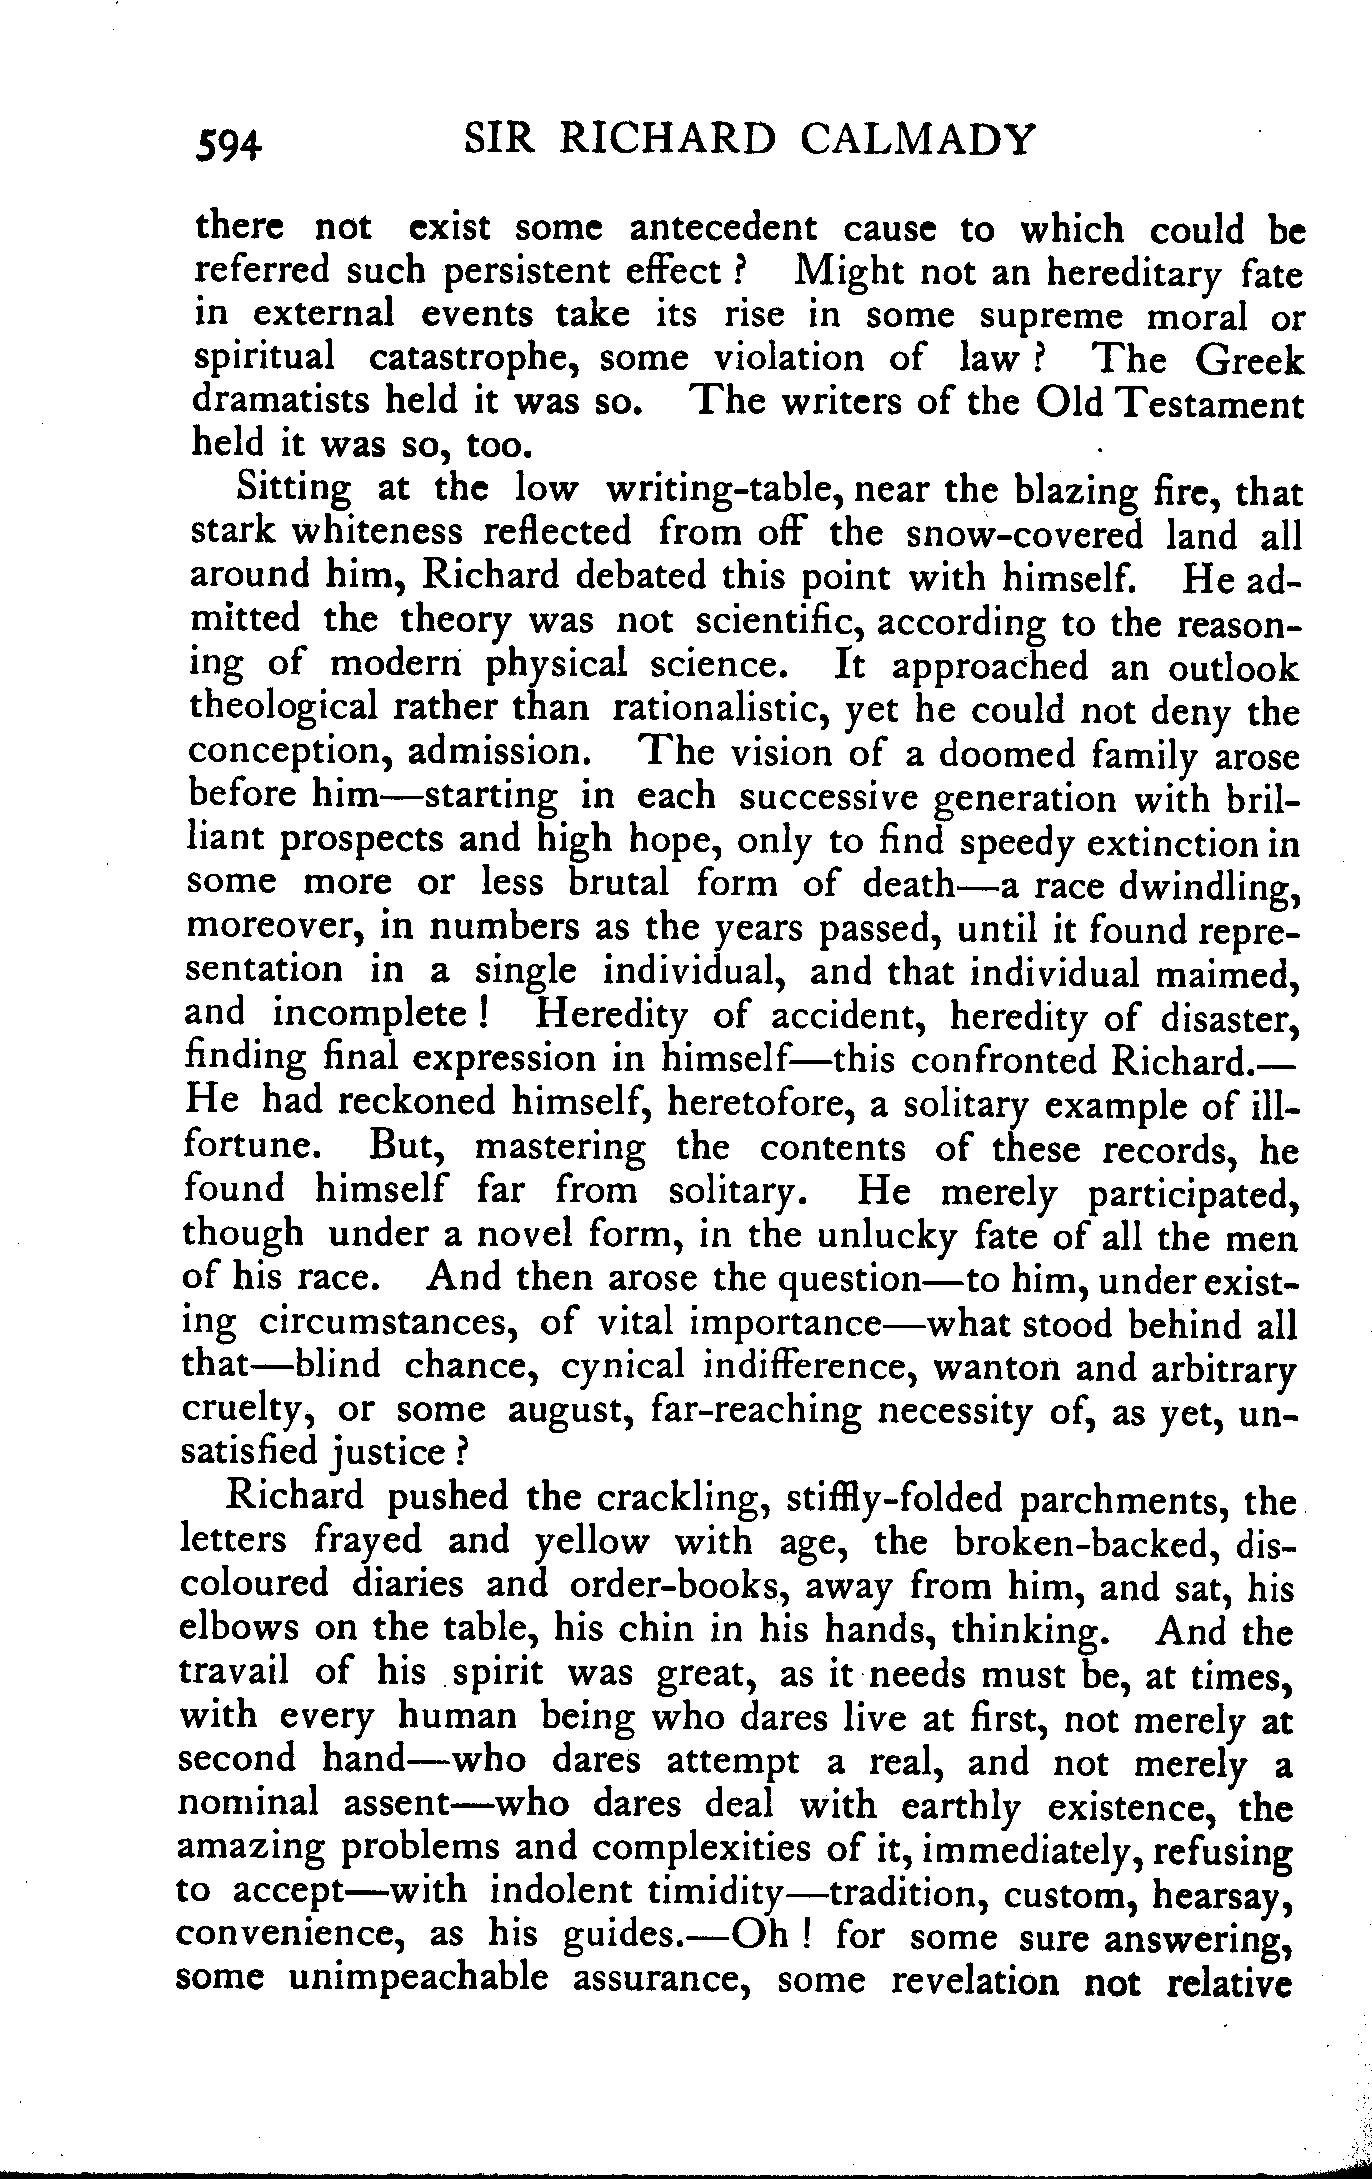 594 SIR RICHARD CALMADY
there not exist some antecedent cause to which could be
referred such persistent effect ? Might not an hereditary fate
in external events take its rise in some supreme moral or
spiritual catastrophe, some violation of law ? The Greek
dramatists held it was so. The writers of the Old Testament
held it was so, too.
Sitting at the low writing-table, near the blazing fire, that
stark whiteness reflected from off the snow-covered land all
around him, Richard debated this point with himself. He ad-
mitted the theory was not scientific, according to the reason-
ing of modern physical science. It approached an outlook
theological rather than rationalistic, yet he could not deny the
conception, admission. The vision of a doomed family arose
before him—starting in each successive generation with bril-
liant prospects and high hope, only to find speedy extinction in
some more or less brutal form of death—a race dwindling,
moreover, in numbers as the years passed, until it found repre-
sentation in a single individual, and that individual maimed,
and incomplete ! Heredity of accident, heredity of disaster,
finding final expression in himself—this confronted Richard.—
He had reckoned himself, heretofore, a solitary example of ill-
fortune. But, mastering the contents of these records, he
found himself far from solitary. He merely participated,
though under a novel form, in the unlucky fate of all the men
of his race. And then arose the question—to him, under exist-
ing circumstances, of vital importance—what stood behind all
that—blind chance, cynical indifference, wanton and arbitrary
cruelty, or some august, far-reaching necessity of, as yet, un-
satisfied justice ?
Richard pushed the crackling, stiffly-folded parchments, the
letters frayed and yellow with age, the broken-backed, dis-
coloured diaries and order-books, away from him, and sat, his
elbows on the table, his chin in his hands, thinking. And the
travail of his spirit was great, as it needs must be, at times,
with every human being who dares live at first, not merely at
second hand—who dares attempt a real, and not merely a
nominal assent—who dares deal with earthly existence, the
amazing problems and complexities of it, immediately, refusing
to accept—with indolent timidity—tradition, custom, hearsay,
convenience, as his guides.—Oh ! for some sure answering,
some unimpeachable assurance, some revelation not relative